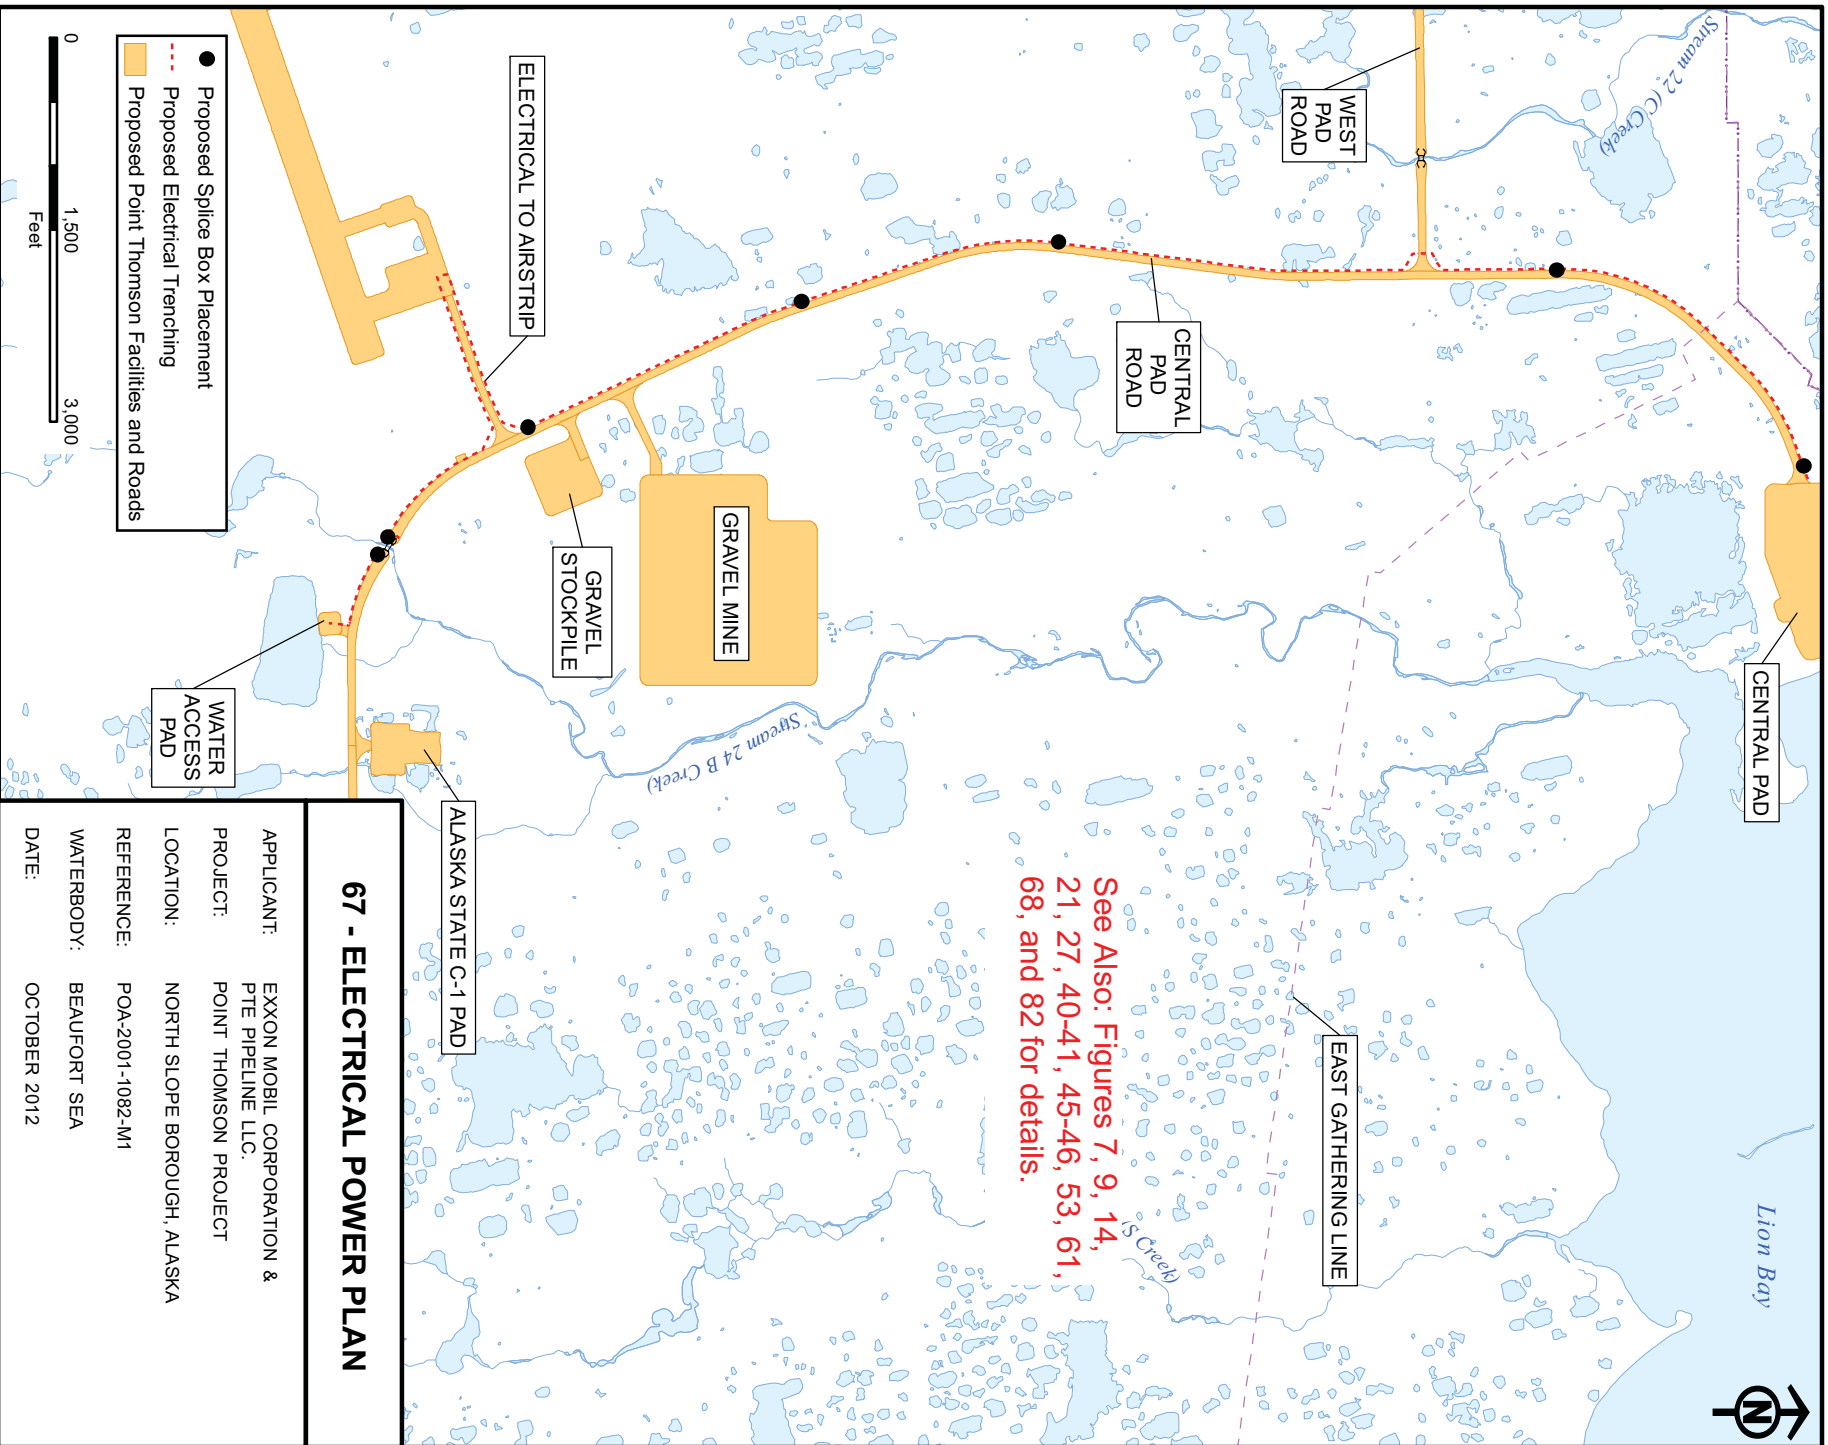 Stream 22 (C Creek)
WEST
PAD
ROAD
ELECTRICAL TO AIRSTRIP
CENTRAL
PAD
ROAD
CENTRAL PAD
GRAVEL MINE
GRAVEL
STOCKPILE
WATER
ACCESS
PAD
ALASKA STATE C-1 PAD
Stream 24 B Creek)
EAST GATHERING LINE
(S Creek)
Lion Bay
N
See Also: Figures 7, 9, 14,
21, 27, 40-41, 45-46, 53, 61,
68, and 82 for details.
Proposed Splice Box Placement
Proposed Electrical Trenching
Proposed Point Thomson Facilities and Roads
0 1,500 3,000
Feet
67 - ELECTRICAL POWER PLAN
APPLICANT: EXXON MOBIL CORPORATION &
PTE PIPELINE LLC.
PROJECT: POINT THOMSON PROJECT
LOCATION: NORTH SLOPE BOROUGH, ALASKA
REFERENCE: POA-2001-1082-M1
WATERBODY: BEAUFORT SEA
DATE: OCTOBER 2012